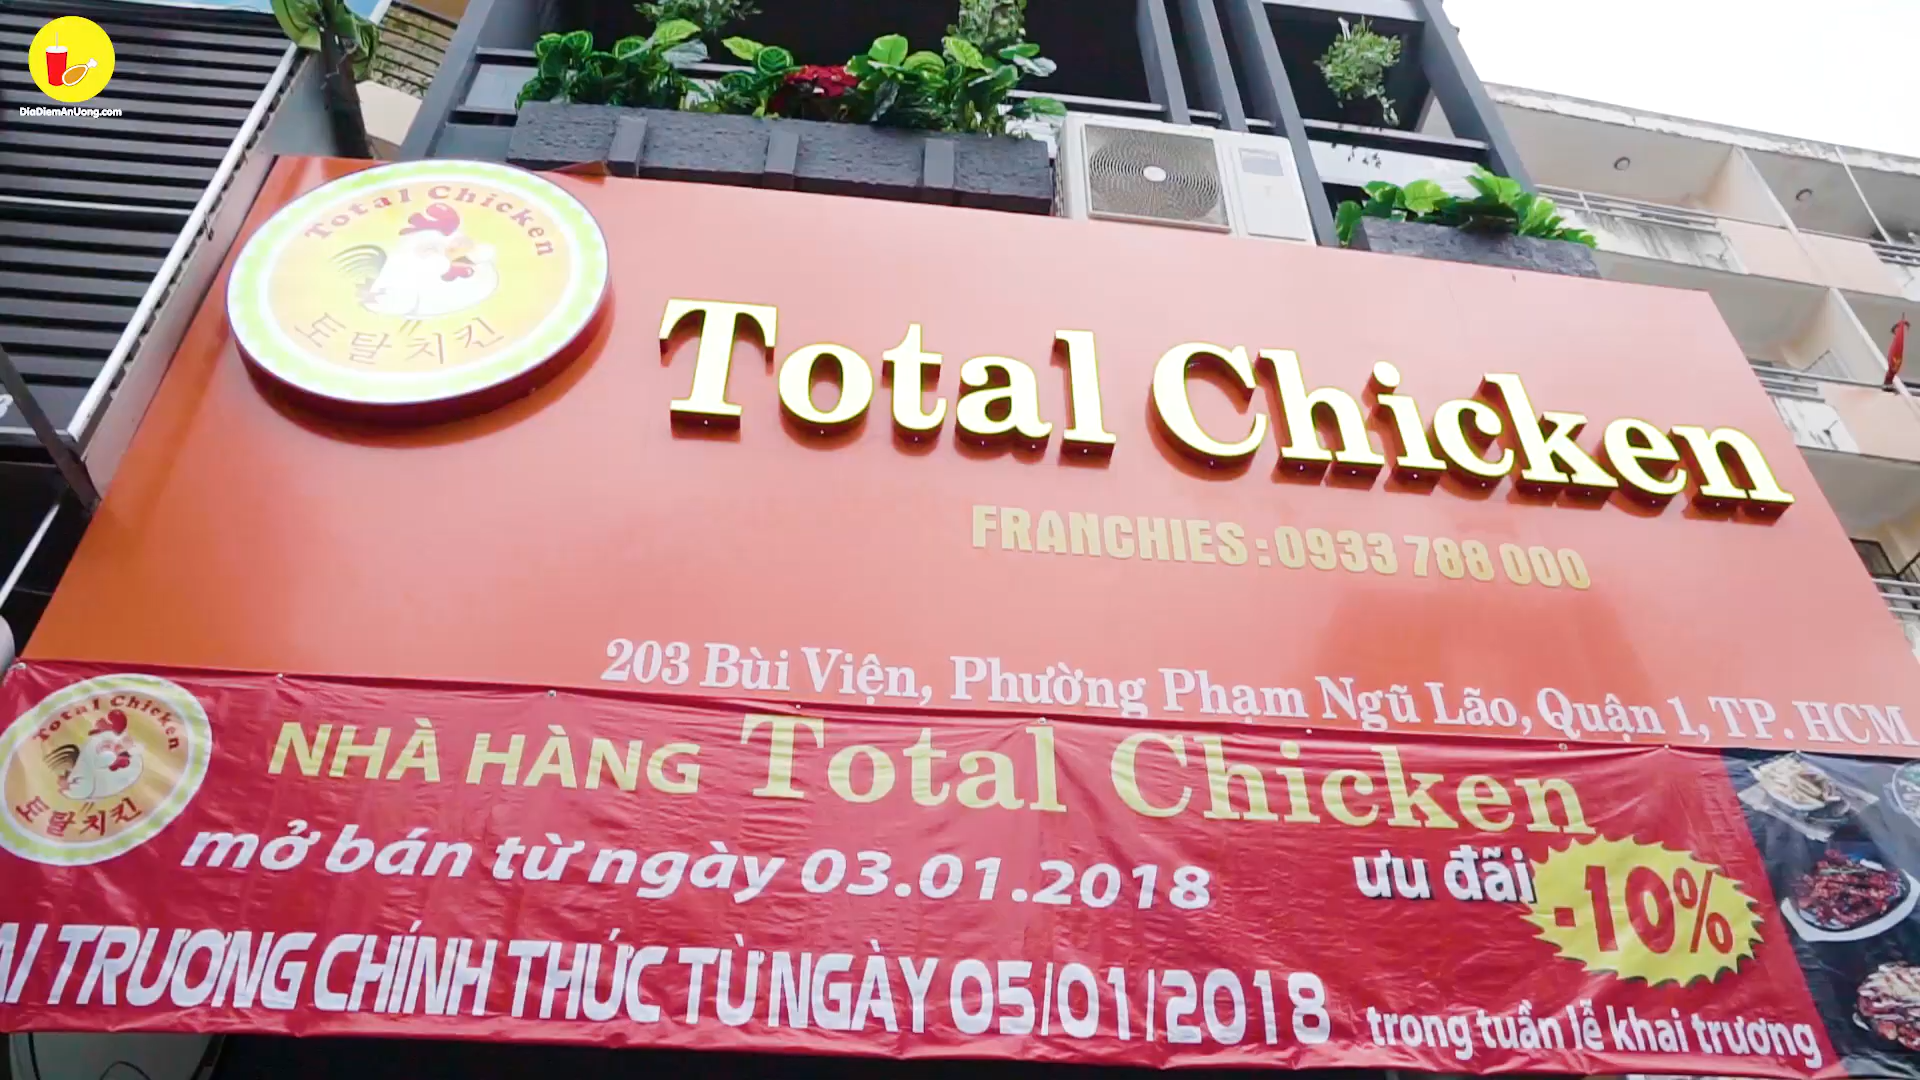 DiaDiemAnUong.com
Total Chicken
토탈치킨
Total Chicken
FRANCHIES : 0933 788 000
203 Bùi Viện, Phường Phạm Ngũ Lão, Quận 1, TP. HCM
Total Chicken
토탈치킨
NHÀ HÀNG Total Chicken
mở bán từ ngày 03.01.2018
ưu đãi -10%
TRƯƠNG CHÍNH THỨC TỪ NGÀY 05/01/2018
trong tuần lễ khai trương